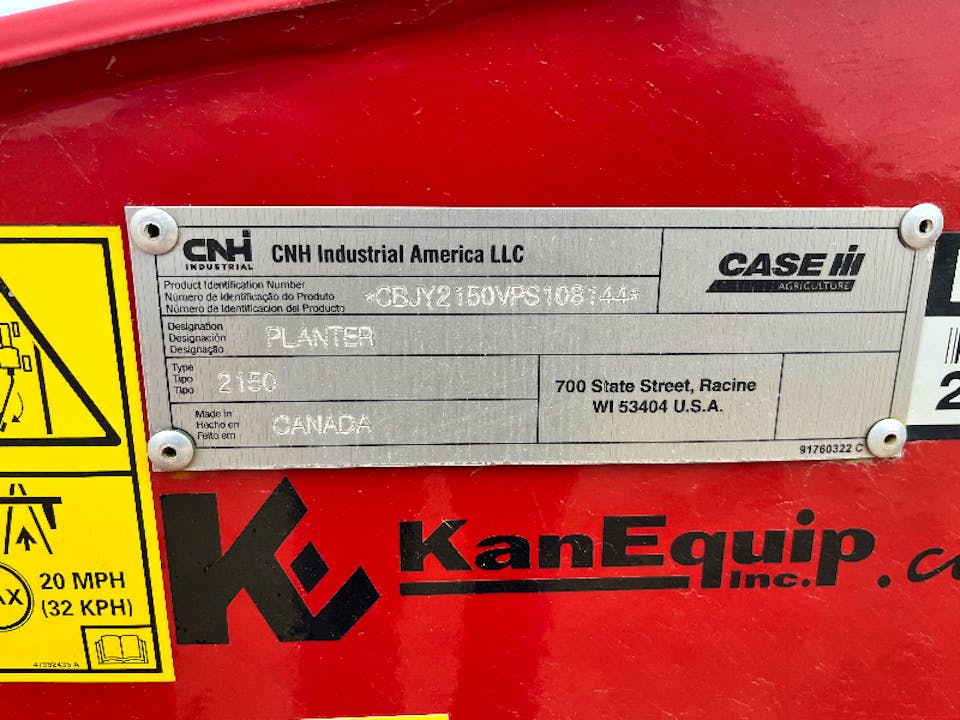 CNH
INDUSTRIAL
CNH Industrial America LLC
CASE IH
AGRICULTURE
Product Identification Number
Número de Identificação do Produto
Número de Identificacion del Producto
*CBJY2150VPS108144*
Designation
Designación
Designação
PLANTER
Type
Tipo
Tipo
2150
700 State Street, Racine
WI 53404 U.S.A.
Made in
Hecho en
Feito em
CANADA
91760322 C
KanEquip
Inc.
20 MPH
(32 KPH)
47392435 A